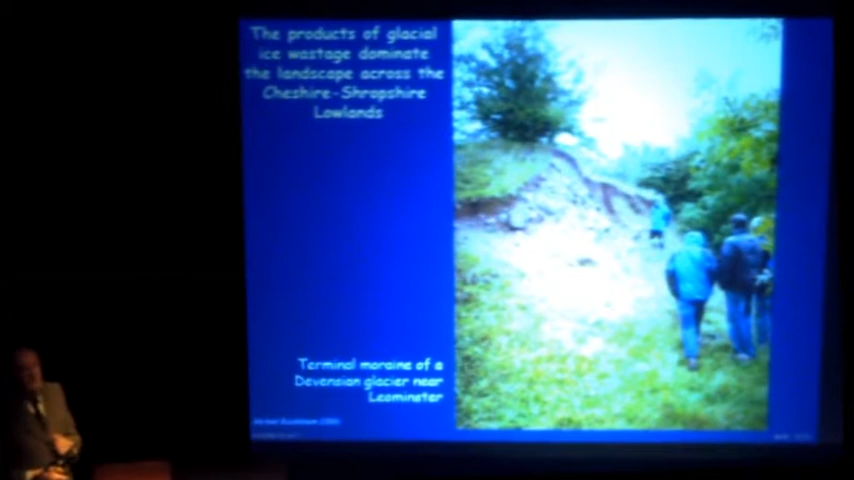 The products of glacial
ice wastage dominate
the landscape across the
Cheshire-Shropshire
Lowlands
Terminal moraine of a
Devensian glacier near
Leominster